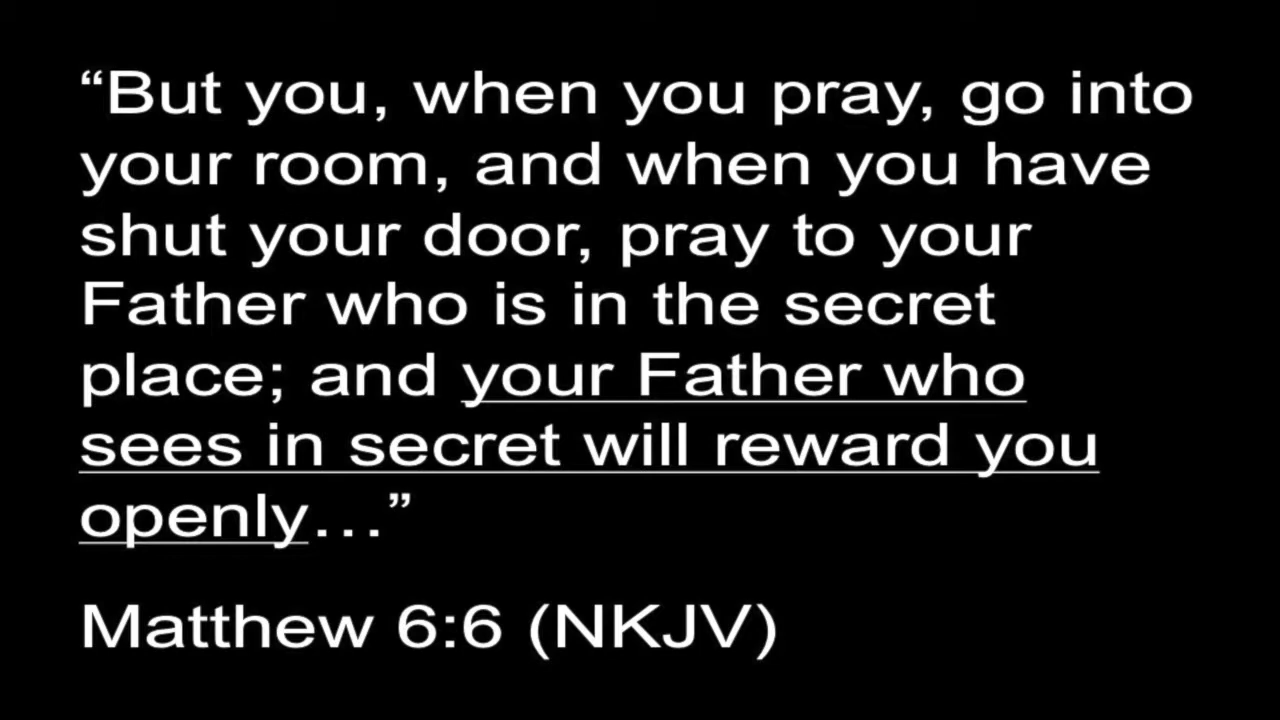 “But you, when you pray, go into
your room, and when you have
shut your door, pray to your
Father who is in the secret
place; and your Father who
sees in secret will reward you
openly…”
Matthew 6:6 (NKJV)